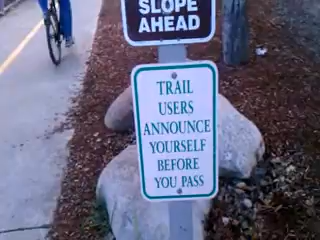 SLOPE
AHEAD
TRAIL
USERS
ANNOUNCE
YOURSELF
BEFORE
YOU PASS